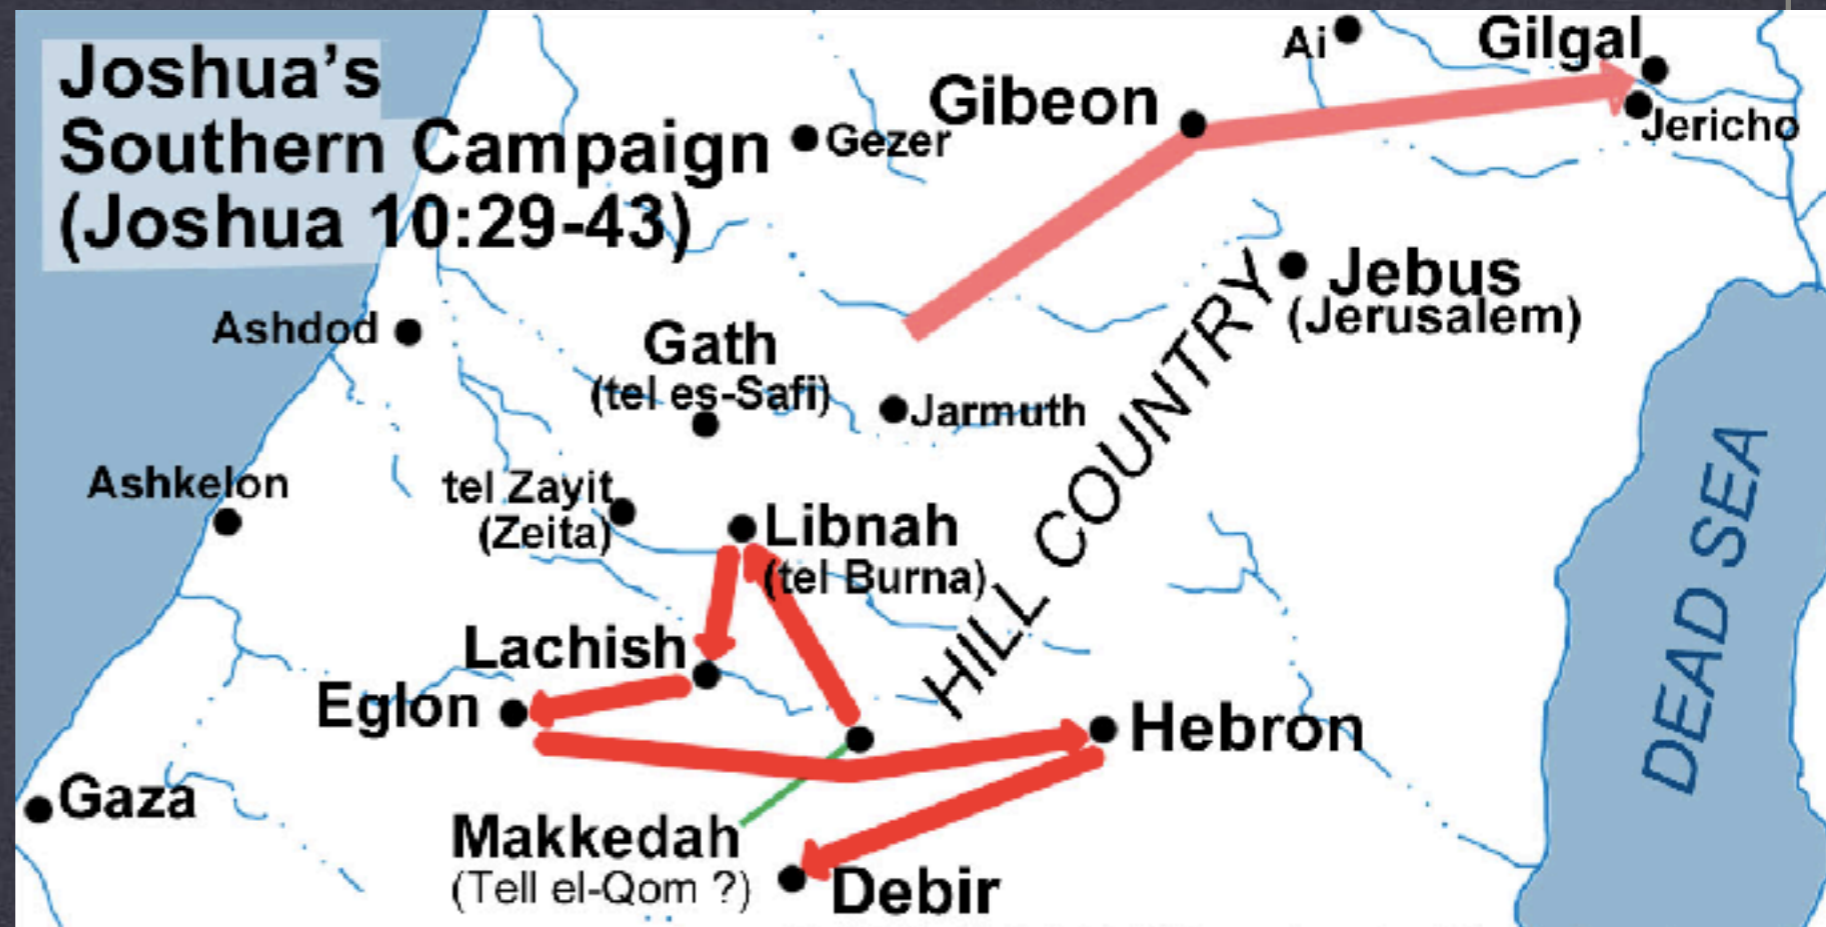 Joshua’s
Southern Campaign
(Joshua 10:29-43)
Ai
Gilgal
Gibeon
Gezer
Jericho
Jebus
(Jerusalem)
Ashdod
Gath
(tel es-Safi)
Jarmuth
HILL COUNTRY
Ashkelon
tel Zayit
(Zeita)
Libnah
(tel Burna)
DEAD SEA
Lachish
Eglon
Hebron
Gaza
Makkedah
(Tell el-Qom ?)
Debir